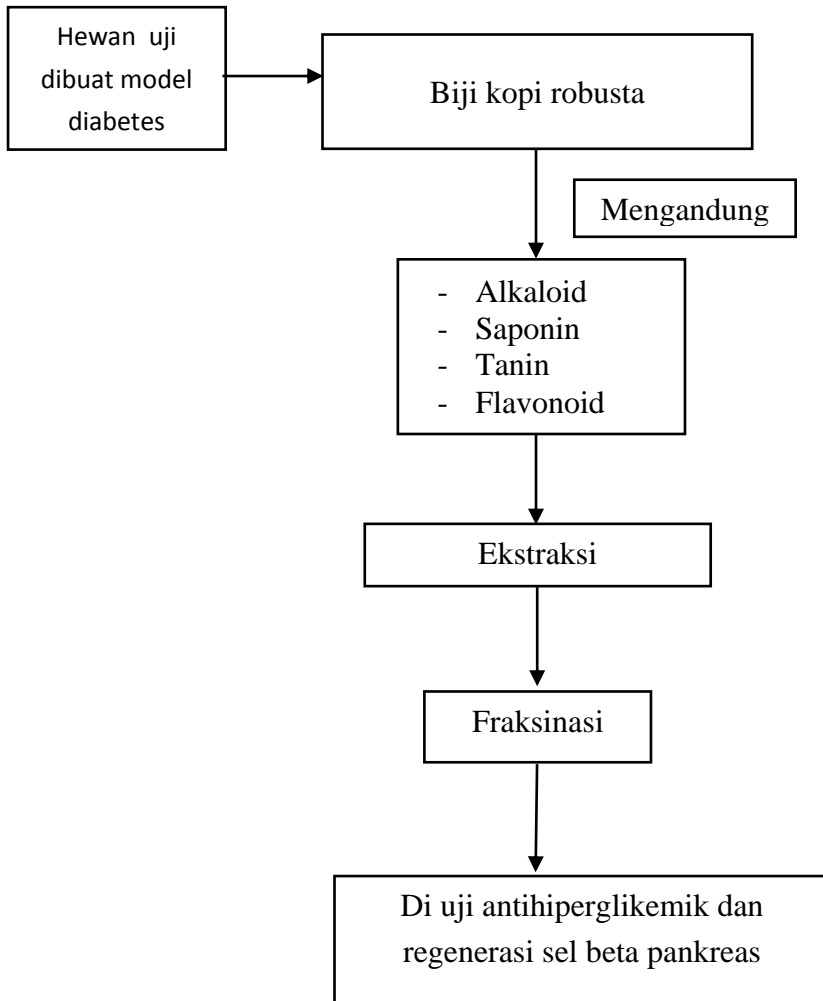 Hewan uji
dibuat model
diabetes
Biji kopi robusta
Mengandung
- Alkaloid
- Saponin
- Tanin
- Flavonoid
Ekstraksi
Fraksinasi
Di uji antihiperglikemik dan
regenerasi sel beta pankreas